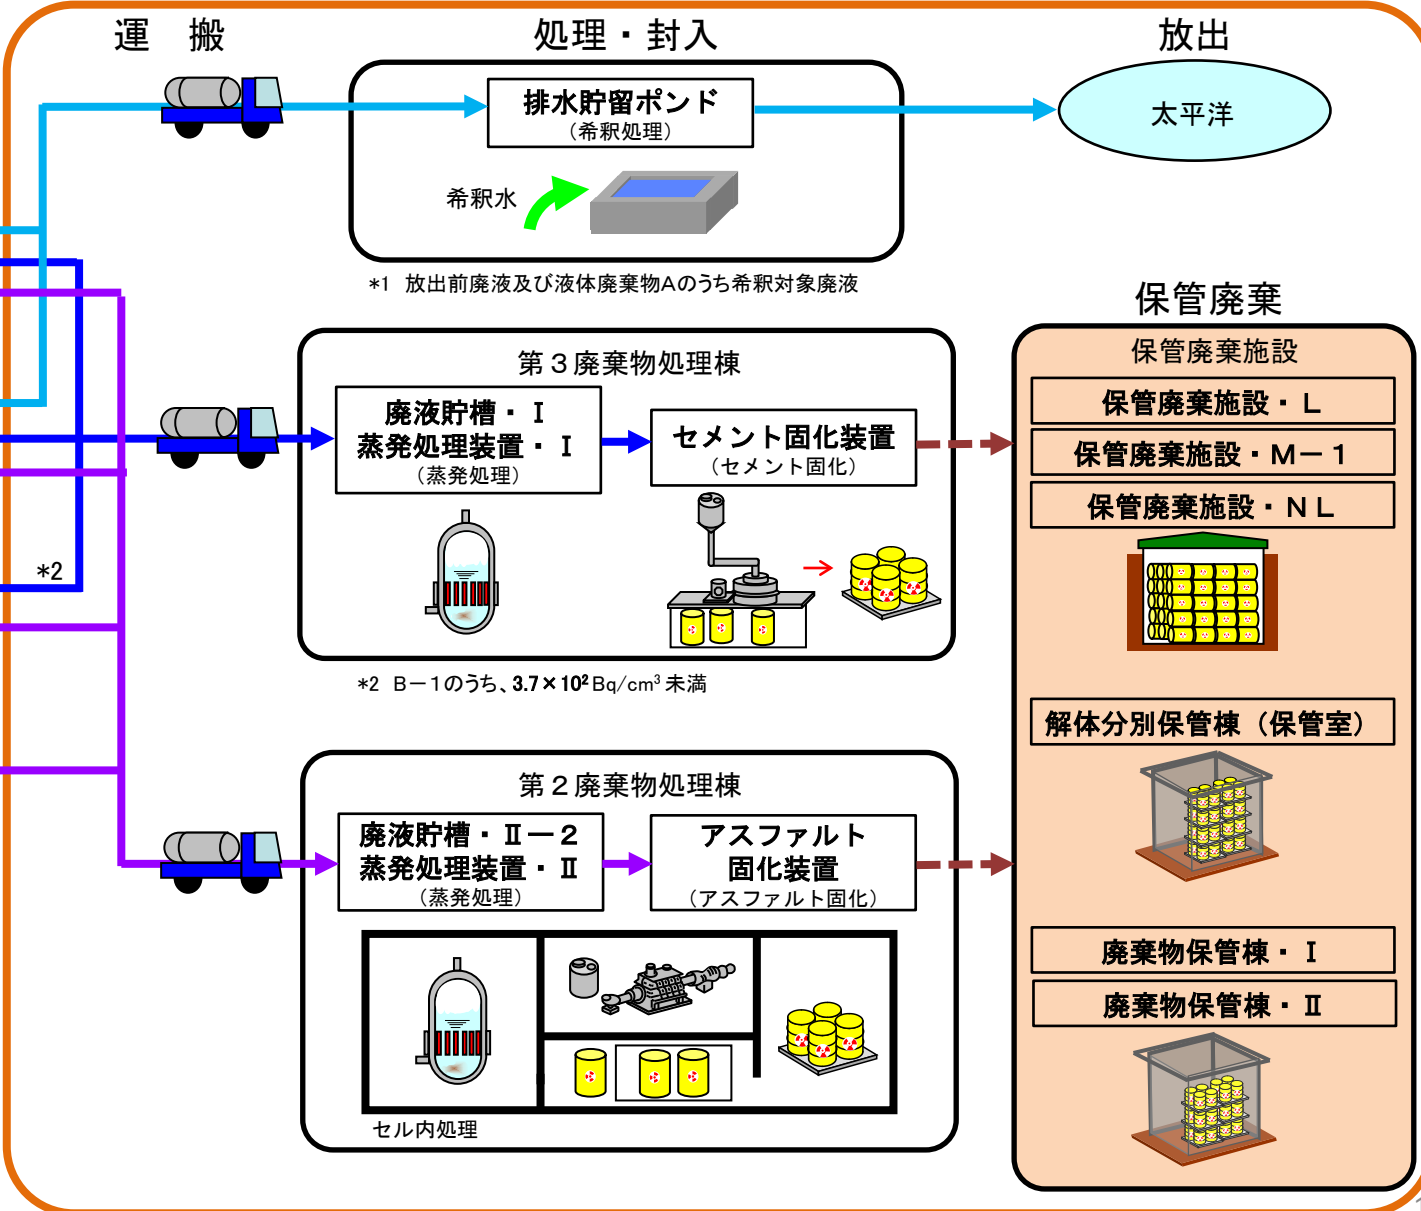 運　搬
処理・封入
放出
排水貯留ポンド
（希釈処理）
太平洋
希釈水
*1　放出前廃液及び液体廃棄物Aのうち希釈対象廃液
保管廃棄
保管廃棄施設
保管廃棄施設・Ｌ
保管廃棄施設・Ｍ－１
保管廃棄施設・ＮＬ
第３廃棄物処理棟
廃液貯槽・Ⅰ
蒸発処理装置・Ⅰ
（蒸発処理）
セメント固化装置
（セメント固化）
*2
*2　Ｂ－１のうち、3.7×10²Bq/cm³ 未満
解体分別保管棟（保管室）
第２廃棄物処理棟
廃液貯槽・Ⅱ－２
蒸発処理装置・Ⅱ
（蒸発処理）
アスファルト
固化装置
（アスファルト固化）
セル内処理
廃棄物保管棟・Ⅰ
廃棄物保管棟・Ⅱ